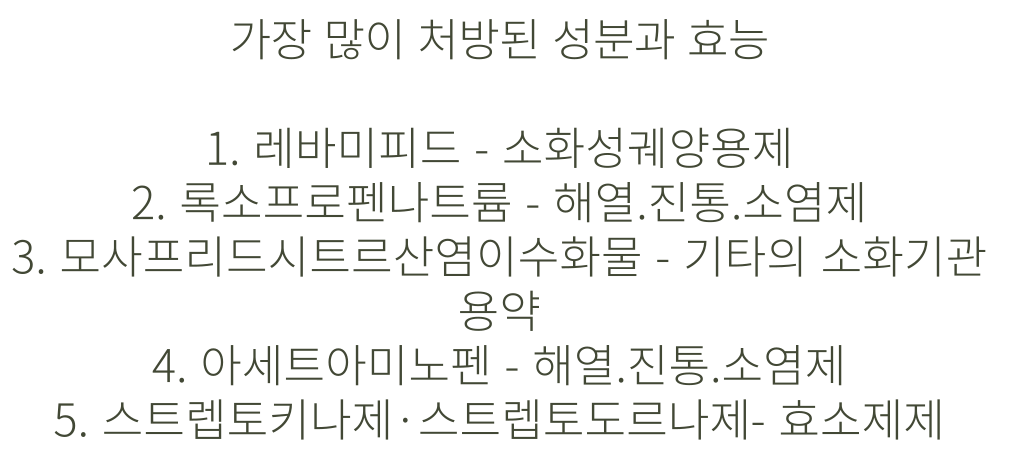 가장 많이 처방된 성분과 효능
1. 레바미피드 - 소화성궤양용제
2. 록소프로펜나트륨 - 해열.진통.소염제
3. 모사프리드시트르산염이수화물 - 기타의 소화기관
용약
4. 아세트아미노펜 - 해열.진통.소염제
5. 스트렙토키나제·스트렙토도르나제- 효소제제